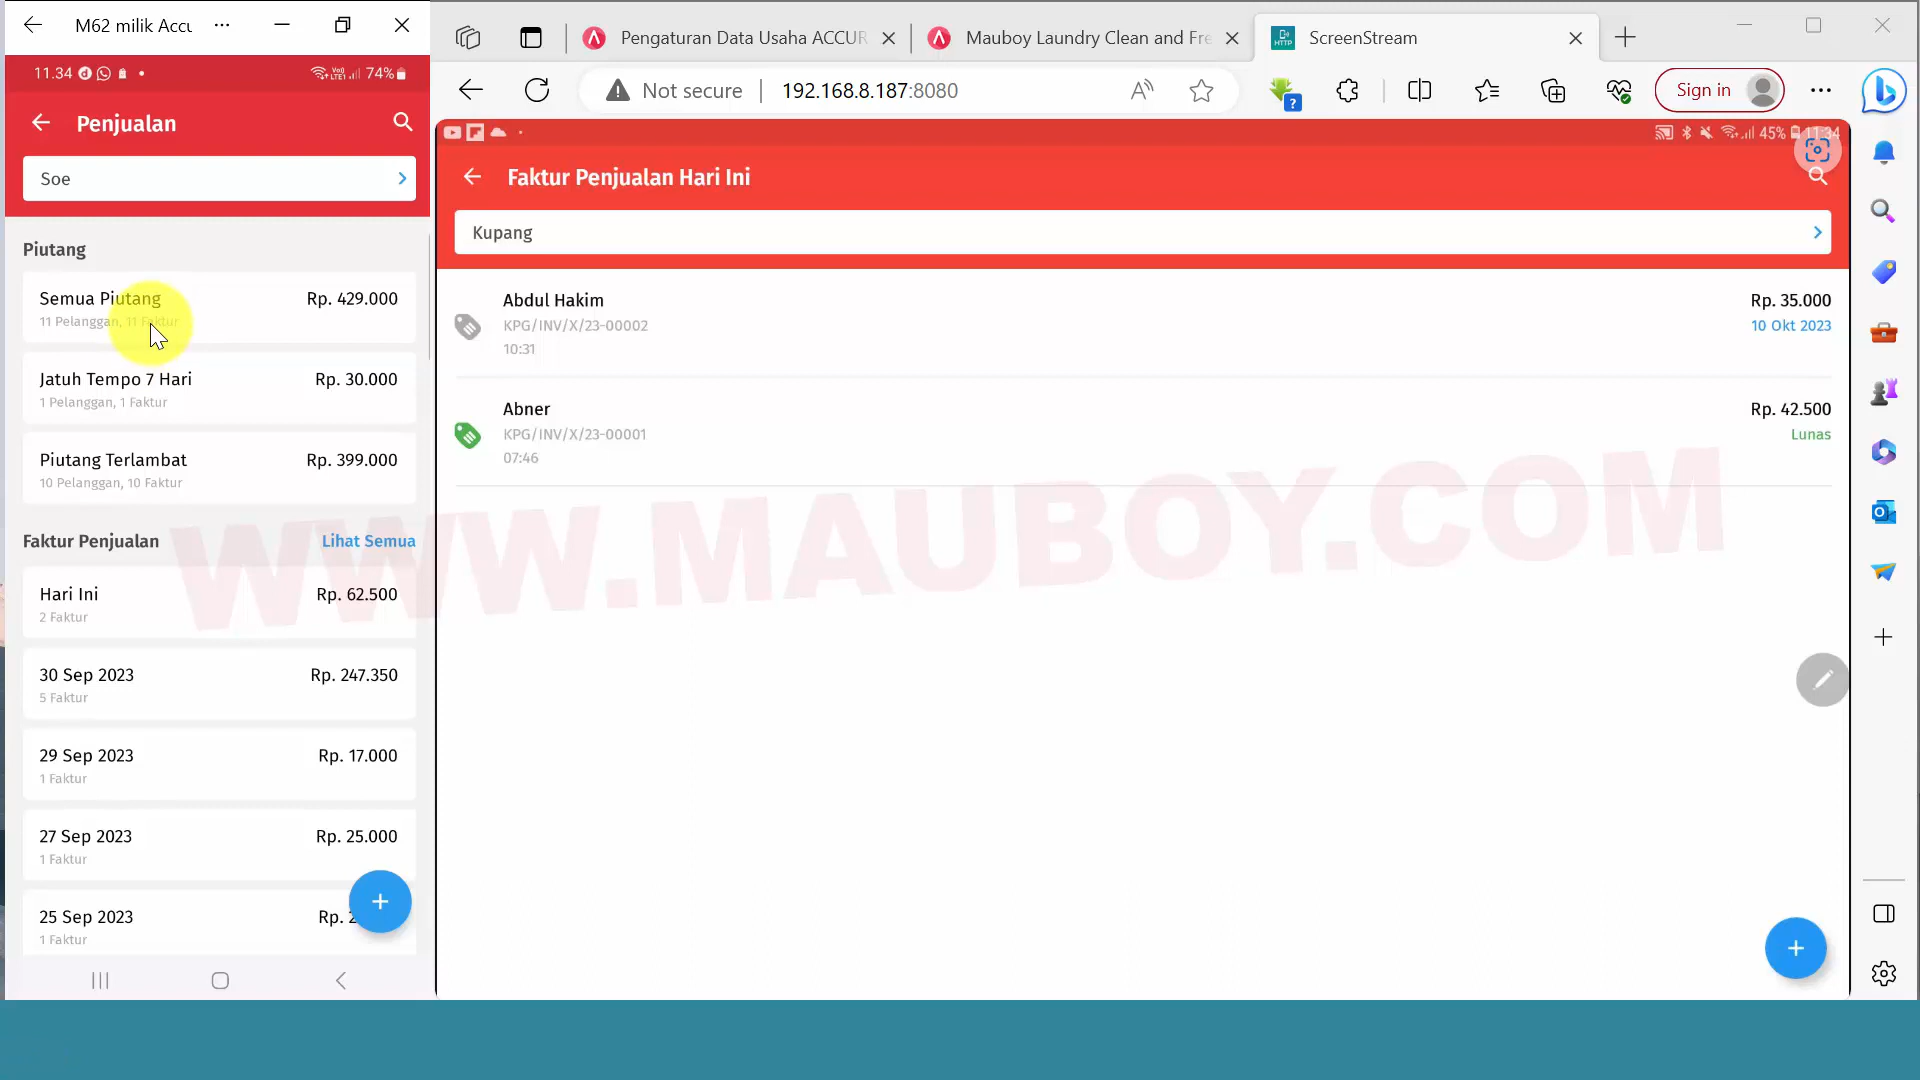 M62 milik Acct
11.34
74%
Penjualan
Soe
Piutang
Semua Piutang
Rp. 429.000
11 Pelanggan, 11 Faktur
Jatuh Tempo 7 Hari
Rp. 30.000
1 Pelanggan, 1 Faktur
Piutang Terlambat
Rp. 399.000
10 Pelanggan, 10 Faktur
Faktur Penjualan
Lihat Semua
Hari Ini
Rp. 62.500
2 Faktur
30 Sep 2023
Rp. 247.350
5 Faktur
29 Sep 2023
Rp. 17.000
1 Faktur
27 Sep 2023
Rp. 25.000
1 Faktur
25 Sep 2023
Rp. 2
1 Faktur
Pengaturan Data Usaha ACCUR
Mauboy Laundry Clean and Fre
HTTP
ScreenStream
Not secure
192.168.8.187:8080
Sign in
45% 11:34
Faktur Penjualan Hari Ini
Kupang
Abdul Hakim
Rp. 35.000
KPG/INV/X/23-00002
10 Okt 2023
10:31
Abner
Rp. 42.500
KPG/INV/X/23-00001
Lunas
07:46
WWW.MAUBOY.COM